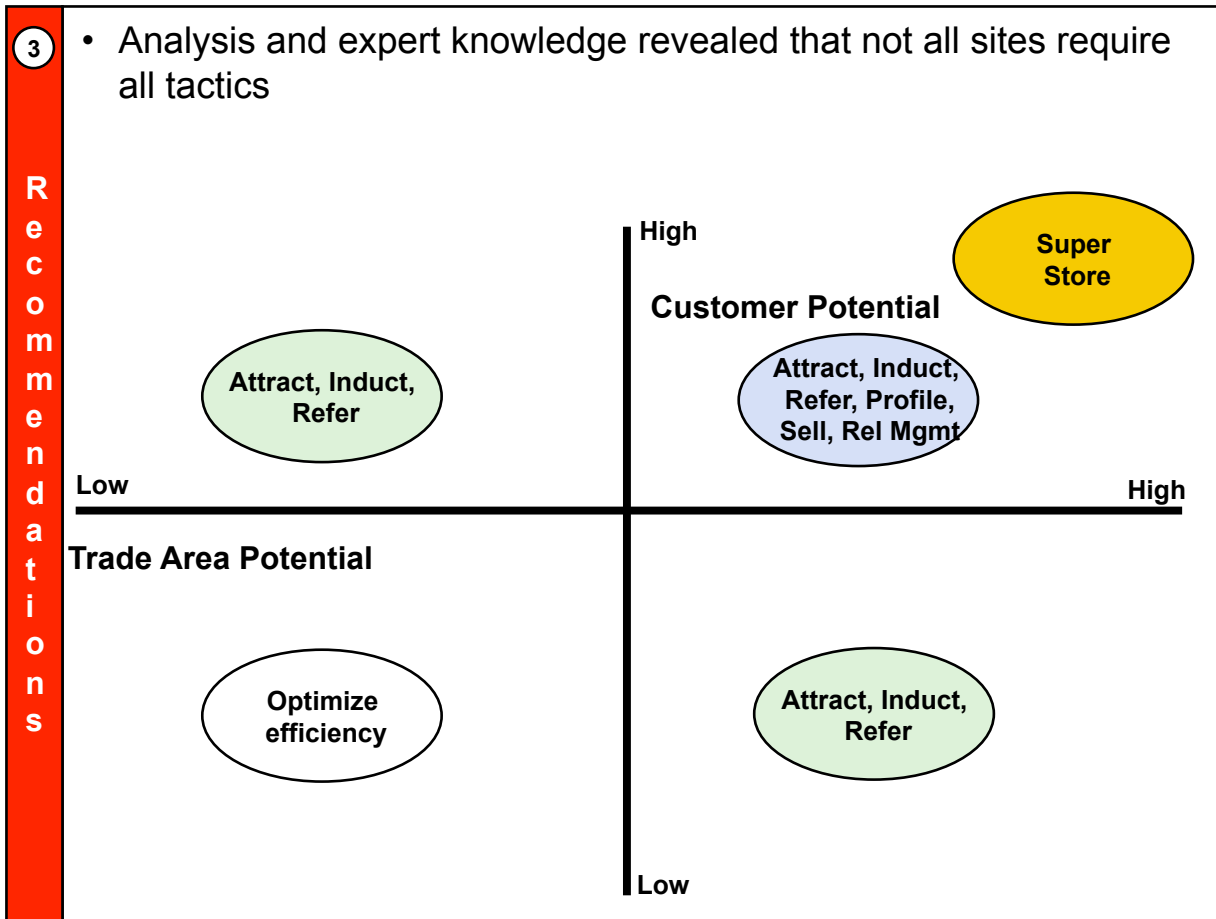 3
• Analysis and expert knowledge revealed that not all sites require
all tactics
Recommendations
High
Super
Store
Customer Potential
Attract, Induct,
Refer
Attract, Induct,
Refer, Profile,
Sell, Rel Mgmt
Low
High
Trade Area Potential
Optimize
efficiency
Attract, Induct,
Refer
Low